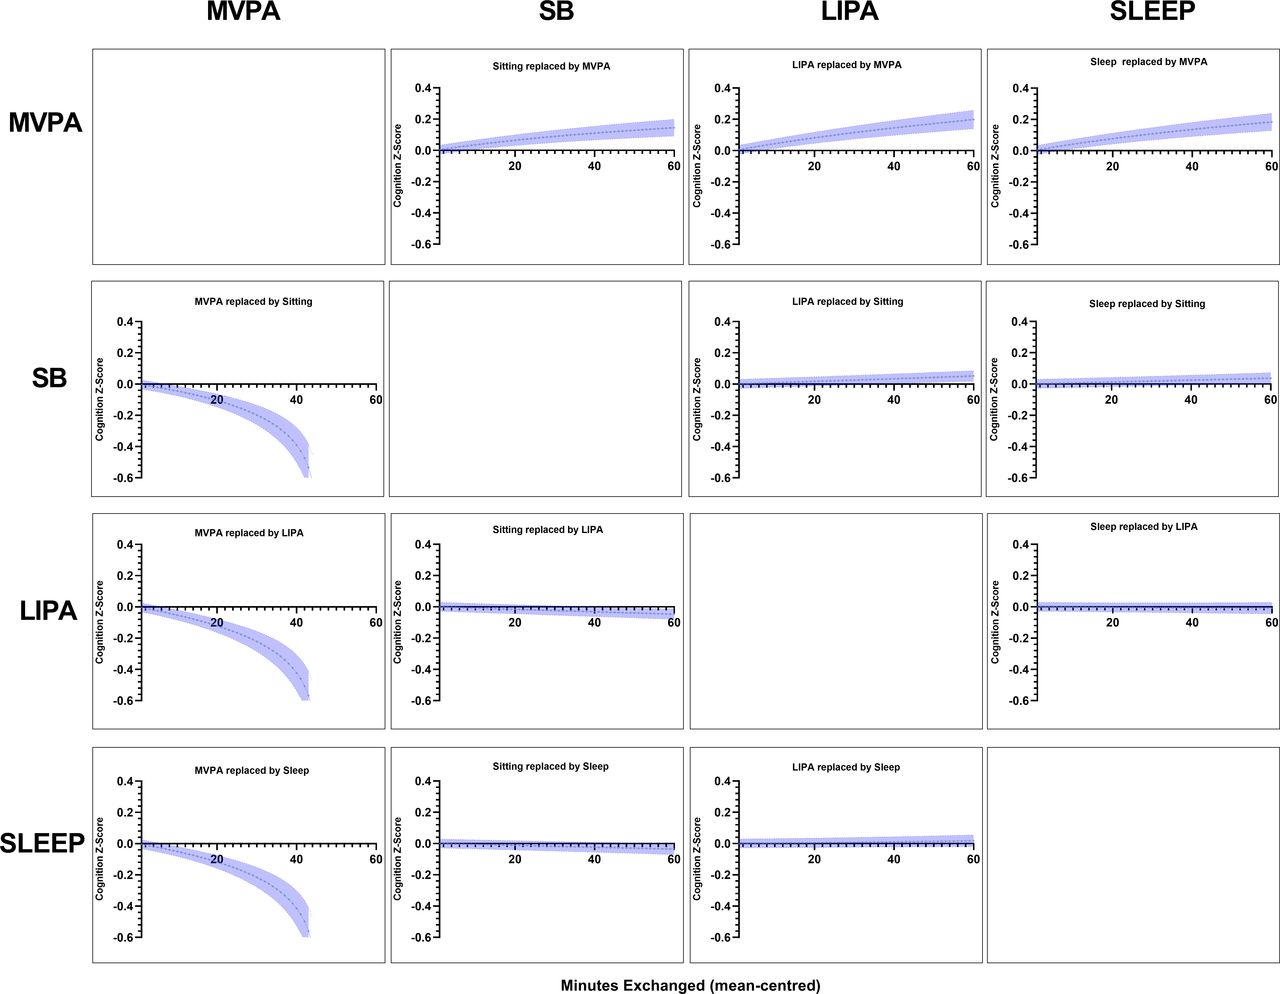 MVPA SB LIPA SLEEP
MVPA
Sitting replaced by MVPA
Cognition Z-Score
0.4
0.2
0.0
-0.2
-0.4
-0.6
20 40 60
LIPA replaced by MVPA
Cognition Z-Score
0.4
0.2
0.0
-0.2
-0.4
-0.6
20 40 60
Sleep replaced by MVPA
Cognition Z-Score
0.4
0.2
0.0
-0.2
-0.4
-0.6
20 40 60
SB
MVPA replaced by Sitting
Cognition Z-Score
0.4
0.2
0.0
-0.2
-0.4
-0.6
20 40 60
LIPA replaced by Sitting
Cognition Z-Score
0.4
0.2
0.0
-0.2
-0.4
-0.6
20 40 60
Sleep replaced by Sitting
Cognition Z-Score
0.4
0.2
0.0
-0.2
-0.4
-0.6
20 40 60
LIPA
MVPA replaced by LIPA
Cognition Z-Score
0.4
0.2
0.0
-0.2
-0.4
-0.6
20 40 60
Sitting replaced by LIPA
Cognition Z-Score
0.4
0.2
0.0
-0.2
-0.4
-0.6
20 40 60
Sleep replaced by LIPA
Cognition Z-Score
0.4
0.2
0.0
-0.2
-0.4
-0.6
20 40 60
SLEEP
MVPA replaced by Sleep
Cognition Z-Score
0.4
0.2
0.0
-0.2
-0.4
-0.6
20 40 60
Sitting replaced by Sleep
Cognition Z-Score
0.4
0.2
0.0
-0.2
-0.4
-0.6
20 40 60
LIPA replaced by Sleep
Cognition Z-Score
0.4
0.2
0.0
-0.2
-0.4
-0.6
20 40 60
Minutes Exchanged (mean-centred)